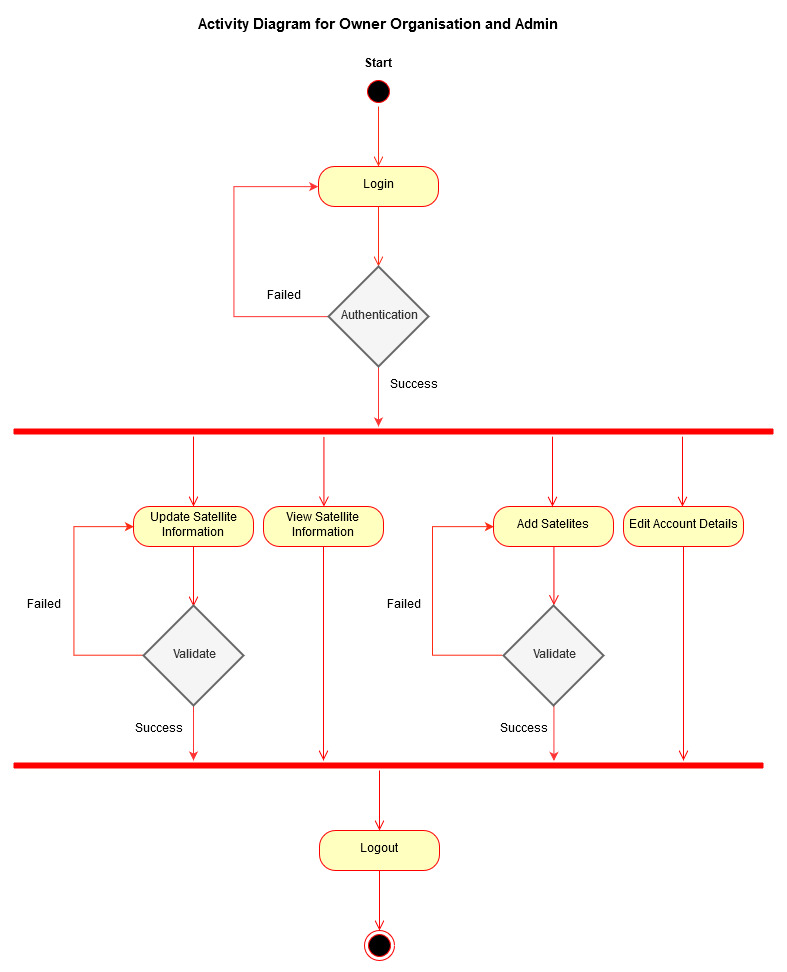 Activity Diagram for Owner Organisation and Admin
Start
Login
Failed
Authentication
Success
Update Satellite
Information
View Satellite
Information
Add Satelites
Edit Account Details
Failed
Validate
Failed
Validate
Success
Success
Logout